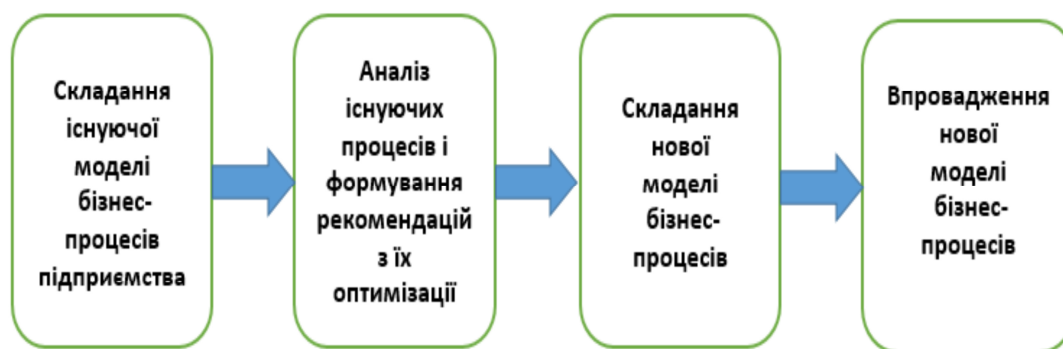 Складання
існуючої
моделі
бізнес-
процесів
підприємства
Аналіз
існуючих
процесів і
формування
рекомендацій
з їх
оптимізації
Складання
нової
моделі
бізнес-
процесів
Впровадження
нової
моделі
бізнес-
процесів